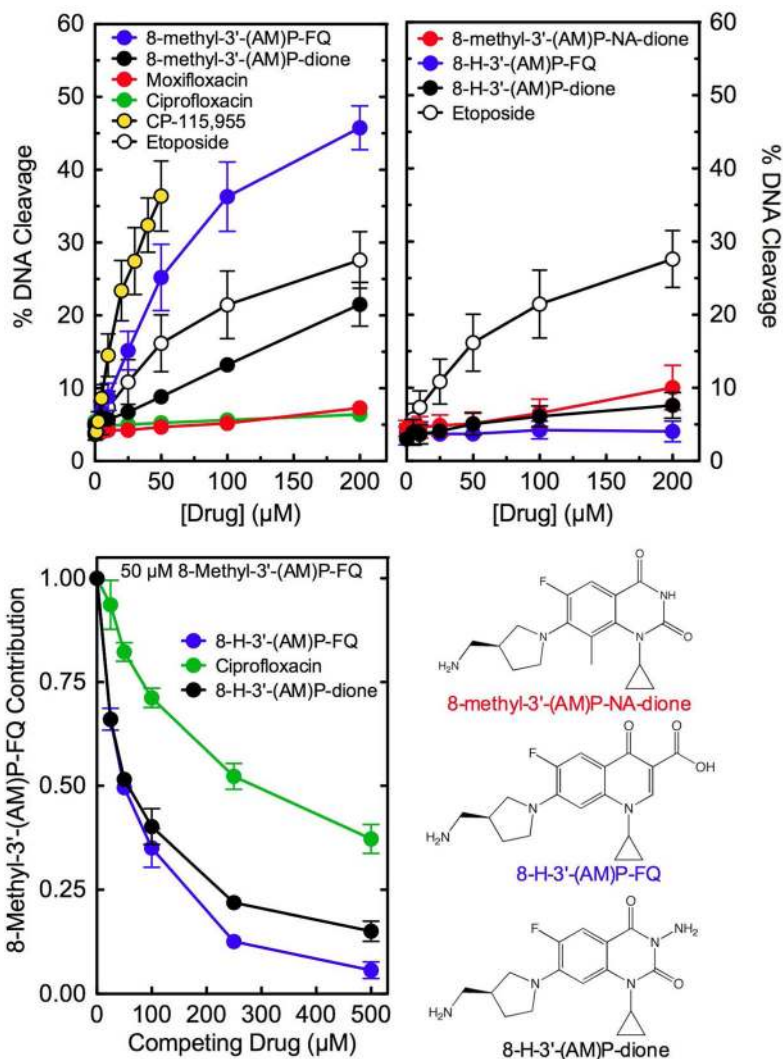 60
50
40
30
20
10
0
% DNA Cleavage
8-methyl-3'-(AM)P-FQ
8-methyl-3'-(AM)P-dione
Moxifloxacin
Ciprofloxacin
CP-115,955
Etoposide
0 50 100 150 200
[Drug] (µM)
8-methyl-3'-(AM)P-NA-dione
8-H-3'-(AM)P-FQ
8-H-3'-(AM)P-dione
Etoposide
60
50
40
30
20
10
0
% DNA Cleavage
0 50 100 150 200
[Drug] (µM)
8-Methyl-3'-(AM)P-FQ Contribution
1.00
0.75
0.50
0.25
0.00
50 µM 8-Methyl-3'-(AM)P-FQ
8-H-3'-(AM)P-FQ
Ciprofloxacin
8-H-3'-(AM)P-dione
0 100 200 300 400 500
Competing Drug (µM)
O
F
NH
N
N
O
H2N
8-methyl-3'-(AM)P-NA-dione
O
O
F
OH
N
N
H2N
8-H-3'-(AM)P-FQ
O
F
N
NH2
N
N
O
H2N
8-H-3'-(AM)P-dione